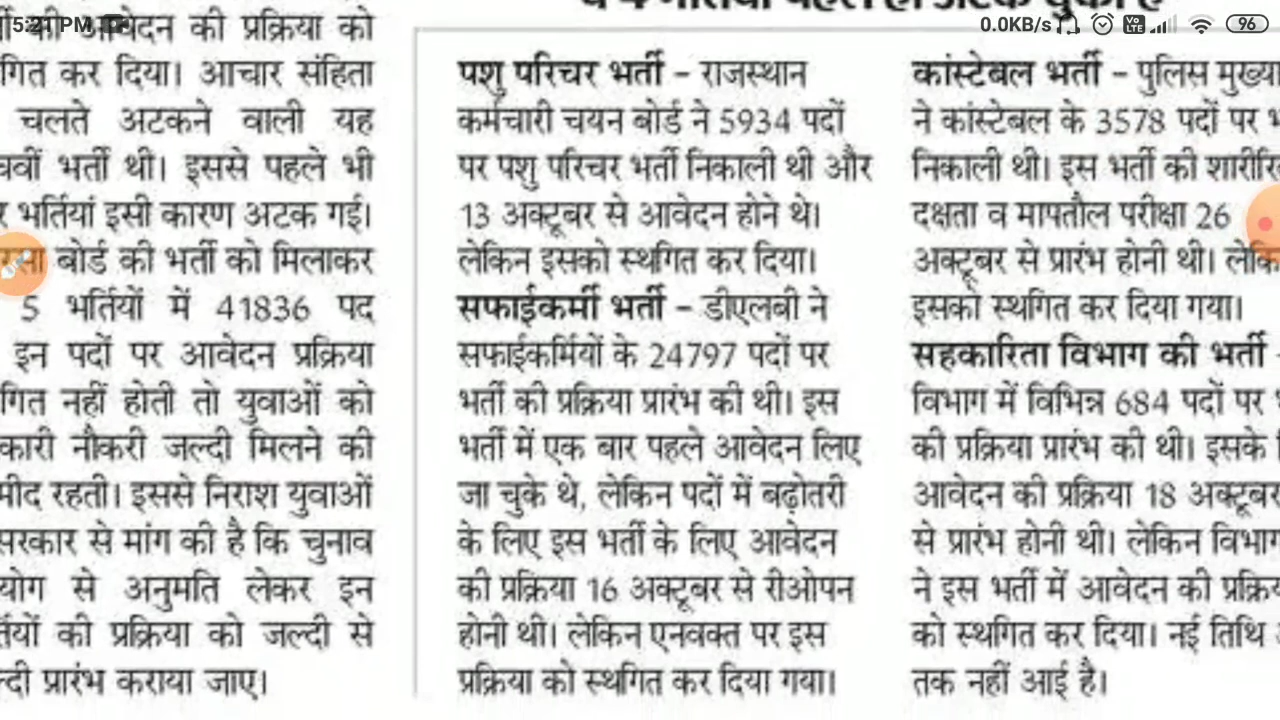 5:21 PM
0.0KB/s
Vo LTE
96
की आवेदन की प्रक्रिया को
कर दिया। आचार संहिता
चलते अटकने वाली यह
भर्ती थी। इससे पहले भी
भर्तियां इसी कारण अटक गई।
बोर्ड की भर्ती को मिलाकर
5 भर्तियों में 41836 पद
इन पदों पर आवेदन प्रक्रिया
नहीं होती तो युवाओं को
नौकरी जल्दी मिलने की
रहती। इससे निराश युवाओं
सरकार से मांग की है कि चुनाव
से अनुमति लेकर इन
की प्रक्रिया को जल्दी से
प्रारंभ कराया जाए।
पशु परिचर भर्ती – राजस्थान
कर्मचारी चयन बोर्ड ने 5934 पदों
पर पशु परिचर भर्ती निकाली थी और
13 अक्टूबर से आवेदन होने थे।
लेकिन इसको स्थगित कर दिया।
सफाईकर्मी भर्ती – डीएलबी ने
सफाईकर्मियों के 24797 पदों पर
भर्ती की प्रक्रिया प्रारंभ की थी। इस
भर्ती में एक बार पहले आवेदन लिए
जा चुके थे, लेकिन पदों में बढ़ोतरी
के लिए इस भर्ती के लिए आवेदन
की प्रक्रिया 16 अक्टूबर से रीओपन
होनी थी। लेकिन एनवक्त पर इस
प्रक्रिया को स्थगित कर दिया गया।
कांस्टेबल भर्ती – पुलिस
ने कांस्टेबल के 3578 पदों पर
निकाली थी। इस भर्ती की
दक्षता व मापतौल परीक्षा 26
अक्टूबर से प्रारंभ होनी थी।
इसको स्थगित कर दिया गया।
सहकारिता विभाग की भर्ती –
विभाग में विभिन्न 684 पदों पर
की प्रक्रिया प्रारंभ की थी। इसके
आवेदन की प्रक्रिया 18 अक्टूबर
से प्रारंभ होनी थी। लेकिन विभाग
ने इस भर्ती में आवेदन की
को स्थगित कर दिया। नई तिथि
तक नहीं आई है।